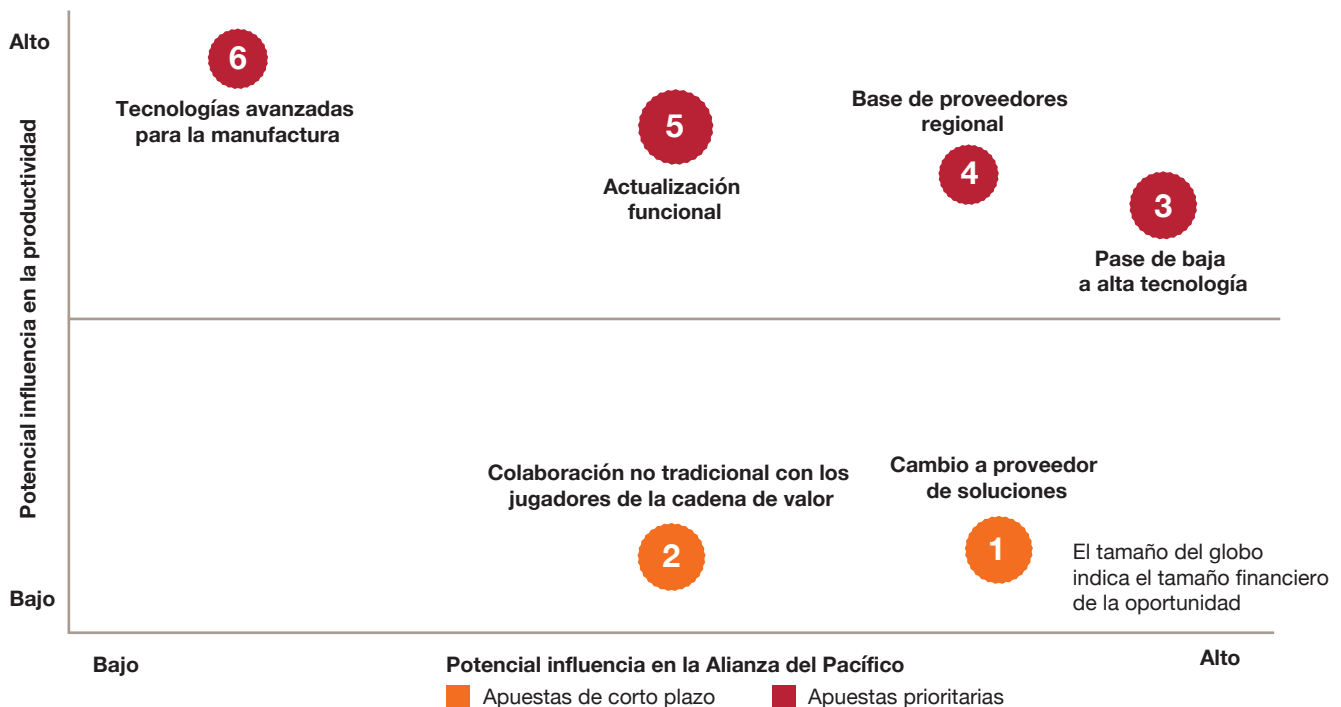 Alto
Potencial influencia en la productividad
Bajo
6
Tecnologías avanzadas
para la manufactura
5
Actualización
funcional
Base de proveedores
regional
4
3
Pase de baja
a alta tecnología
Colaboración no tradicional con los
jugadores de la cadena de valor
2
Cambio a proveedor
de soluciones
1
El tamaño del globo
indica el tamaño financiero
de la oportunidad
Bajo
Potencial influencia en la Alianza del Pacífico
Alto
Apuestas de corto plazo
Apuestas prioritarias